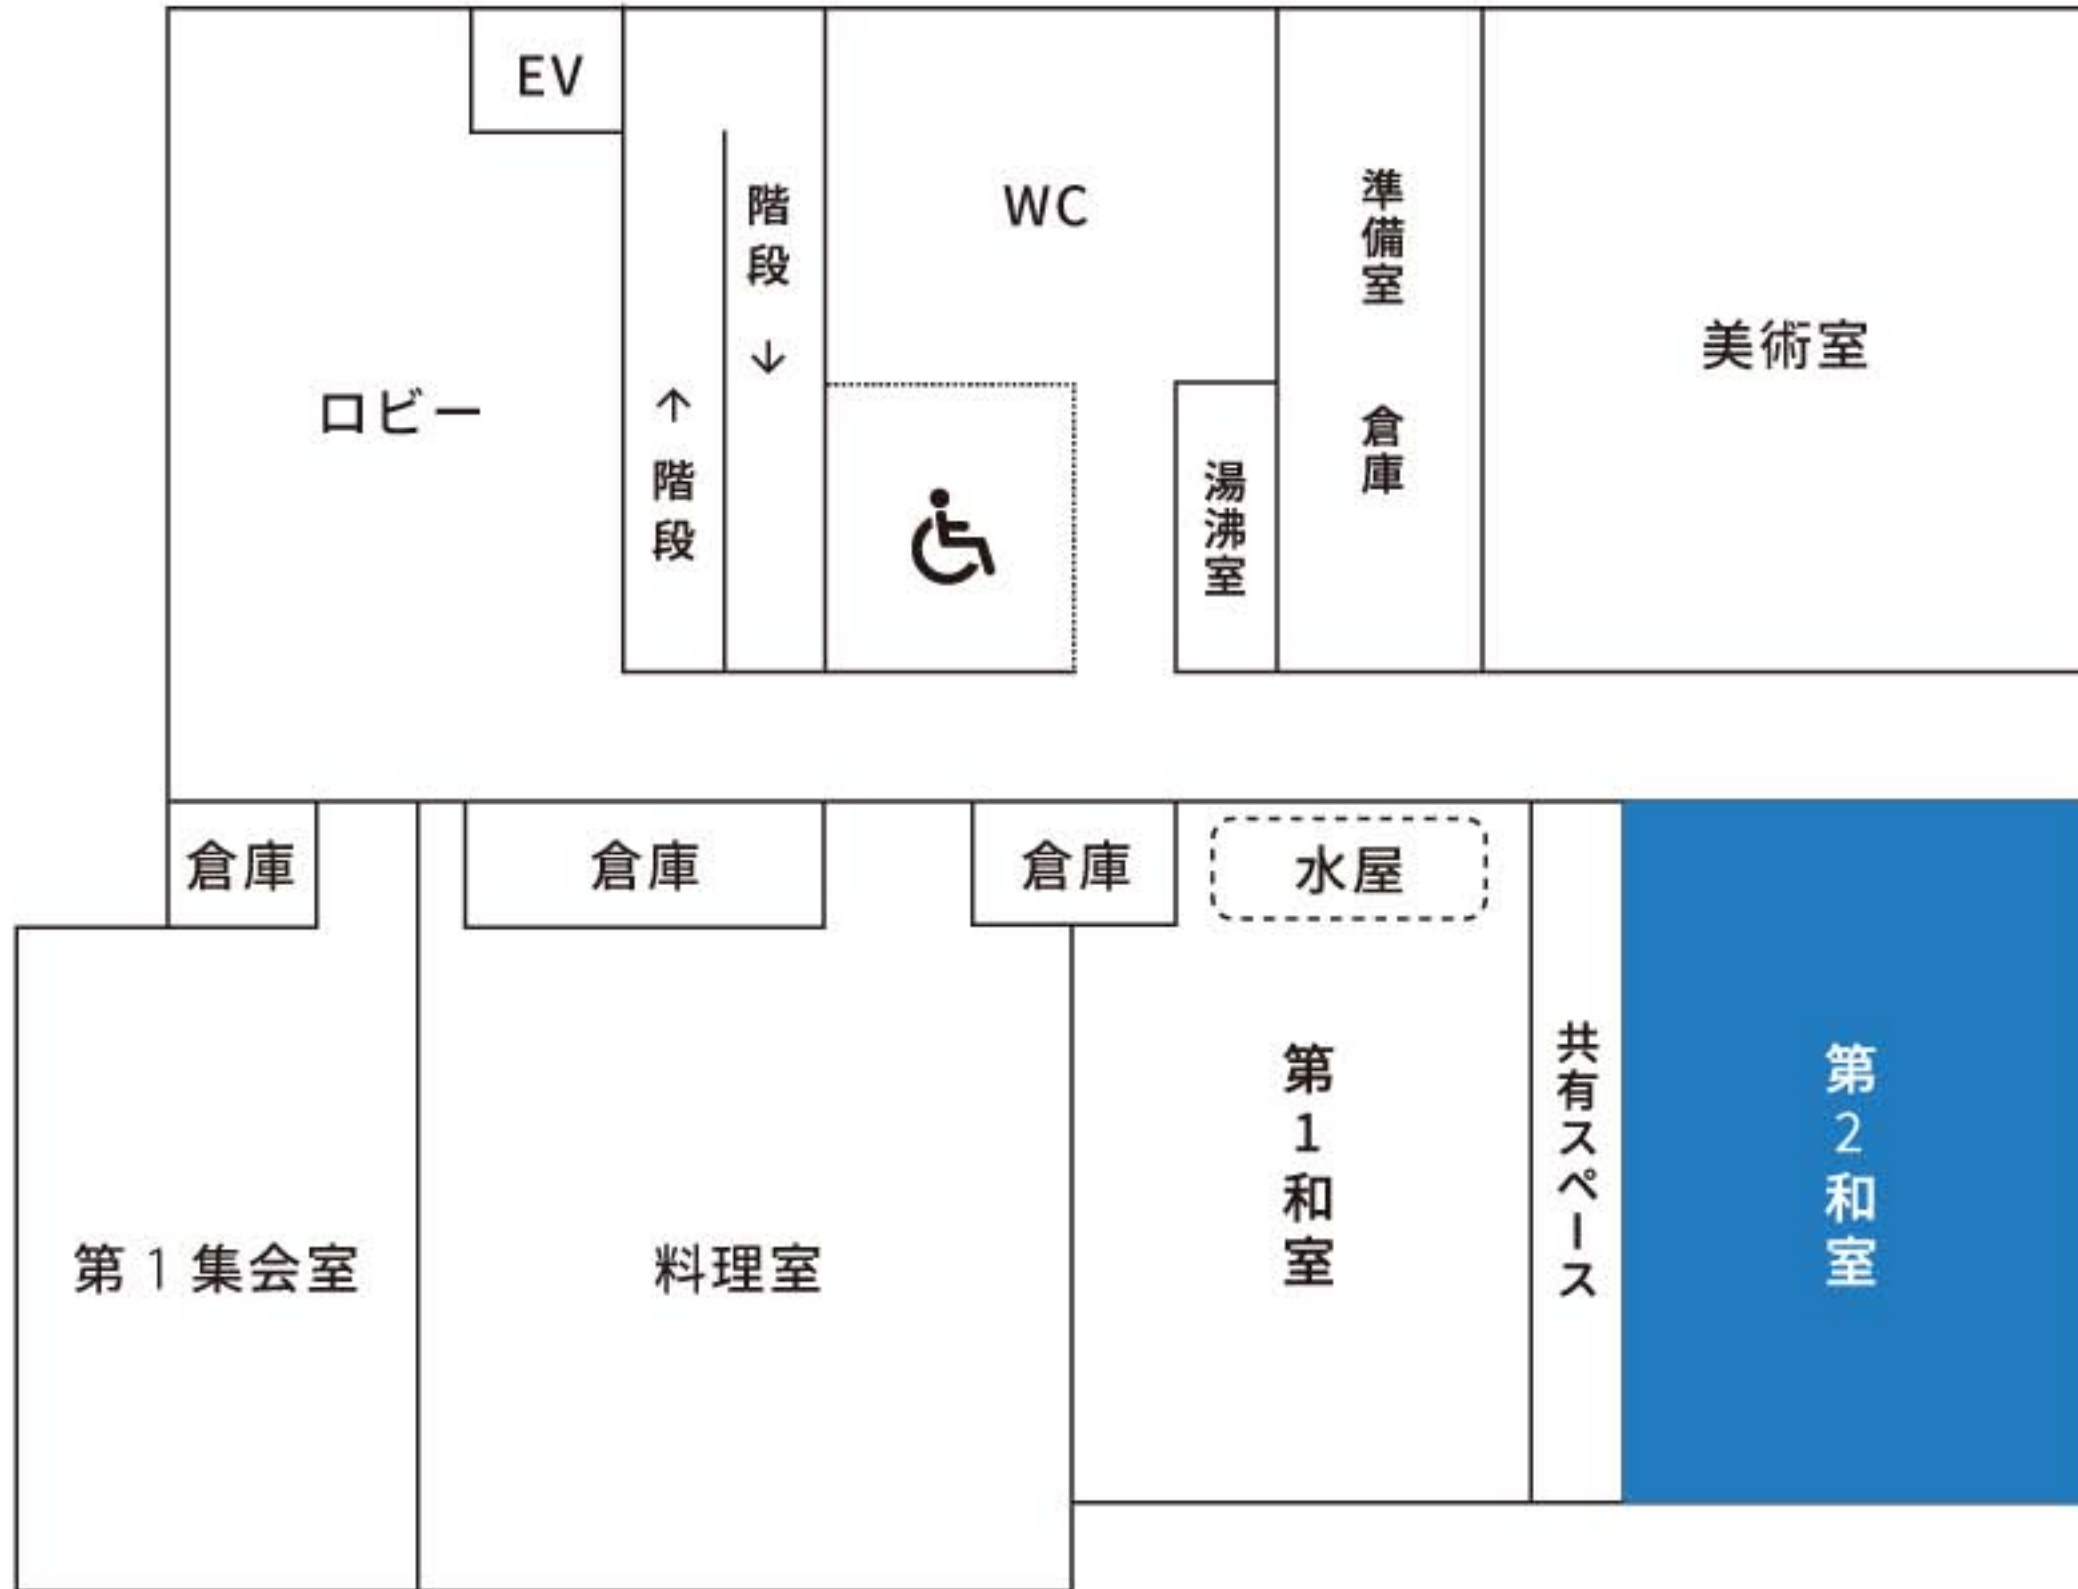 EV
階段 ↓
WC
準備室 倉庫
美術室
ロビー
↑ 階段
湯沸室
倉庫
倉庫
倉庫
水屋
第1集会室
料理室
第1和室
共有スペース
第2和室